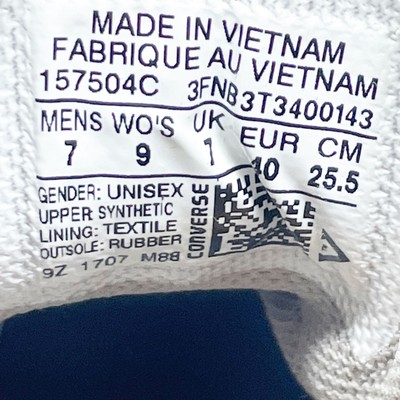 MADE IN VIETNAM
FABRIQUE AU VIETNAM
157504C 3FNB3T3400143
MENS WO'S UK EUR CM
7 9 7 40 25.5
GENDER: UNISEX
UPPER: SYNTHETIC
LINING: TEXTILE
OUTSOLE: RUBBER
9Z 1707 M88
CONVERSE